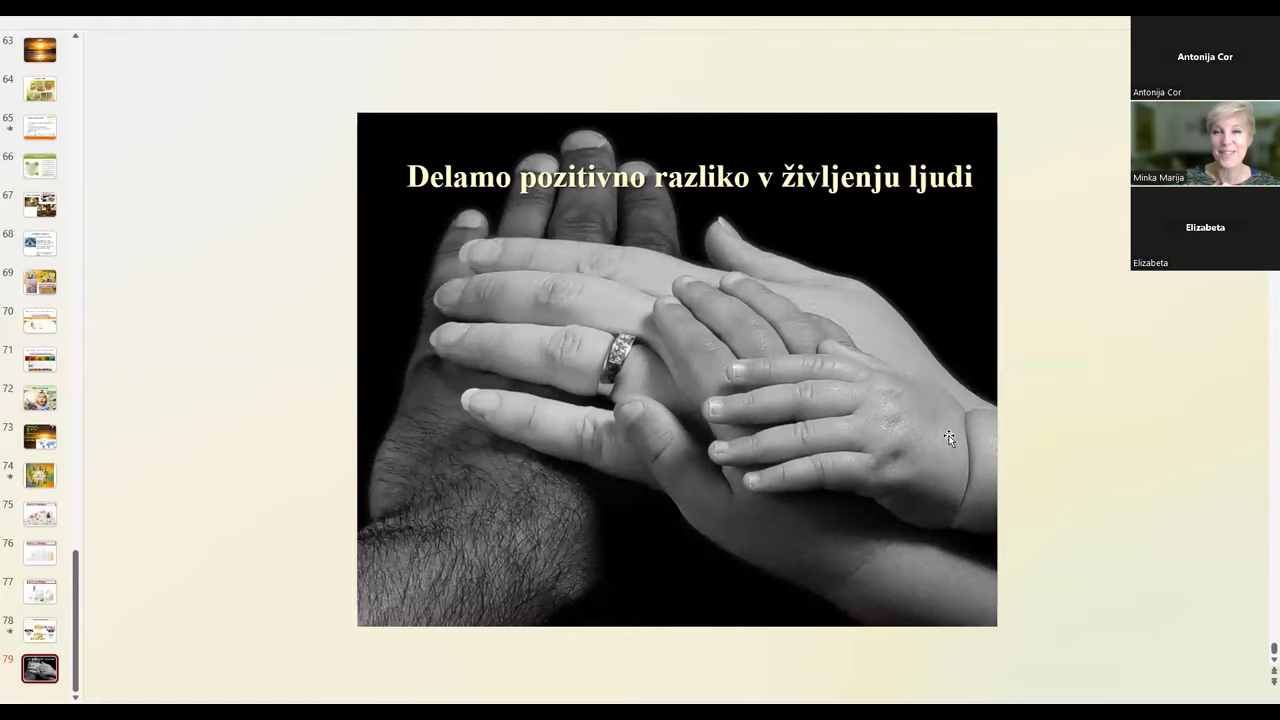 63
64
65
66
67
68
69
70
71
72
73
74
75
76
77
78
79
Delamo pozitivno razliko v življenju ljudi
Antonija Cor
Antonija Cor
Minka Marija
Elizabeta
Elizabeta